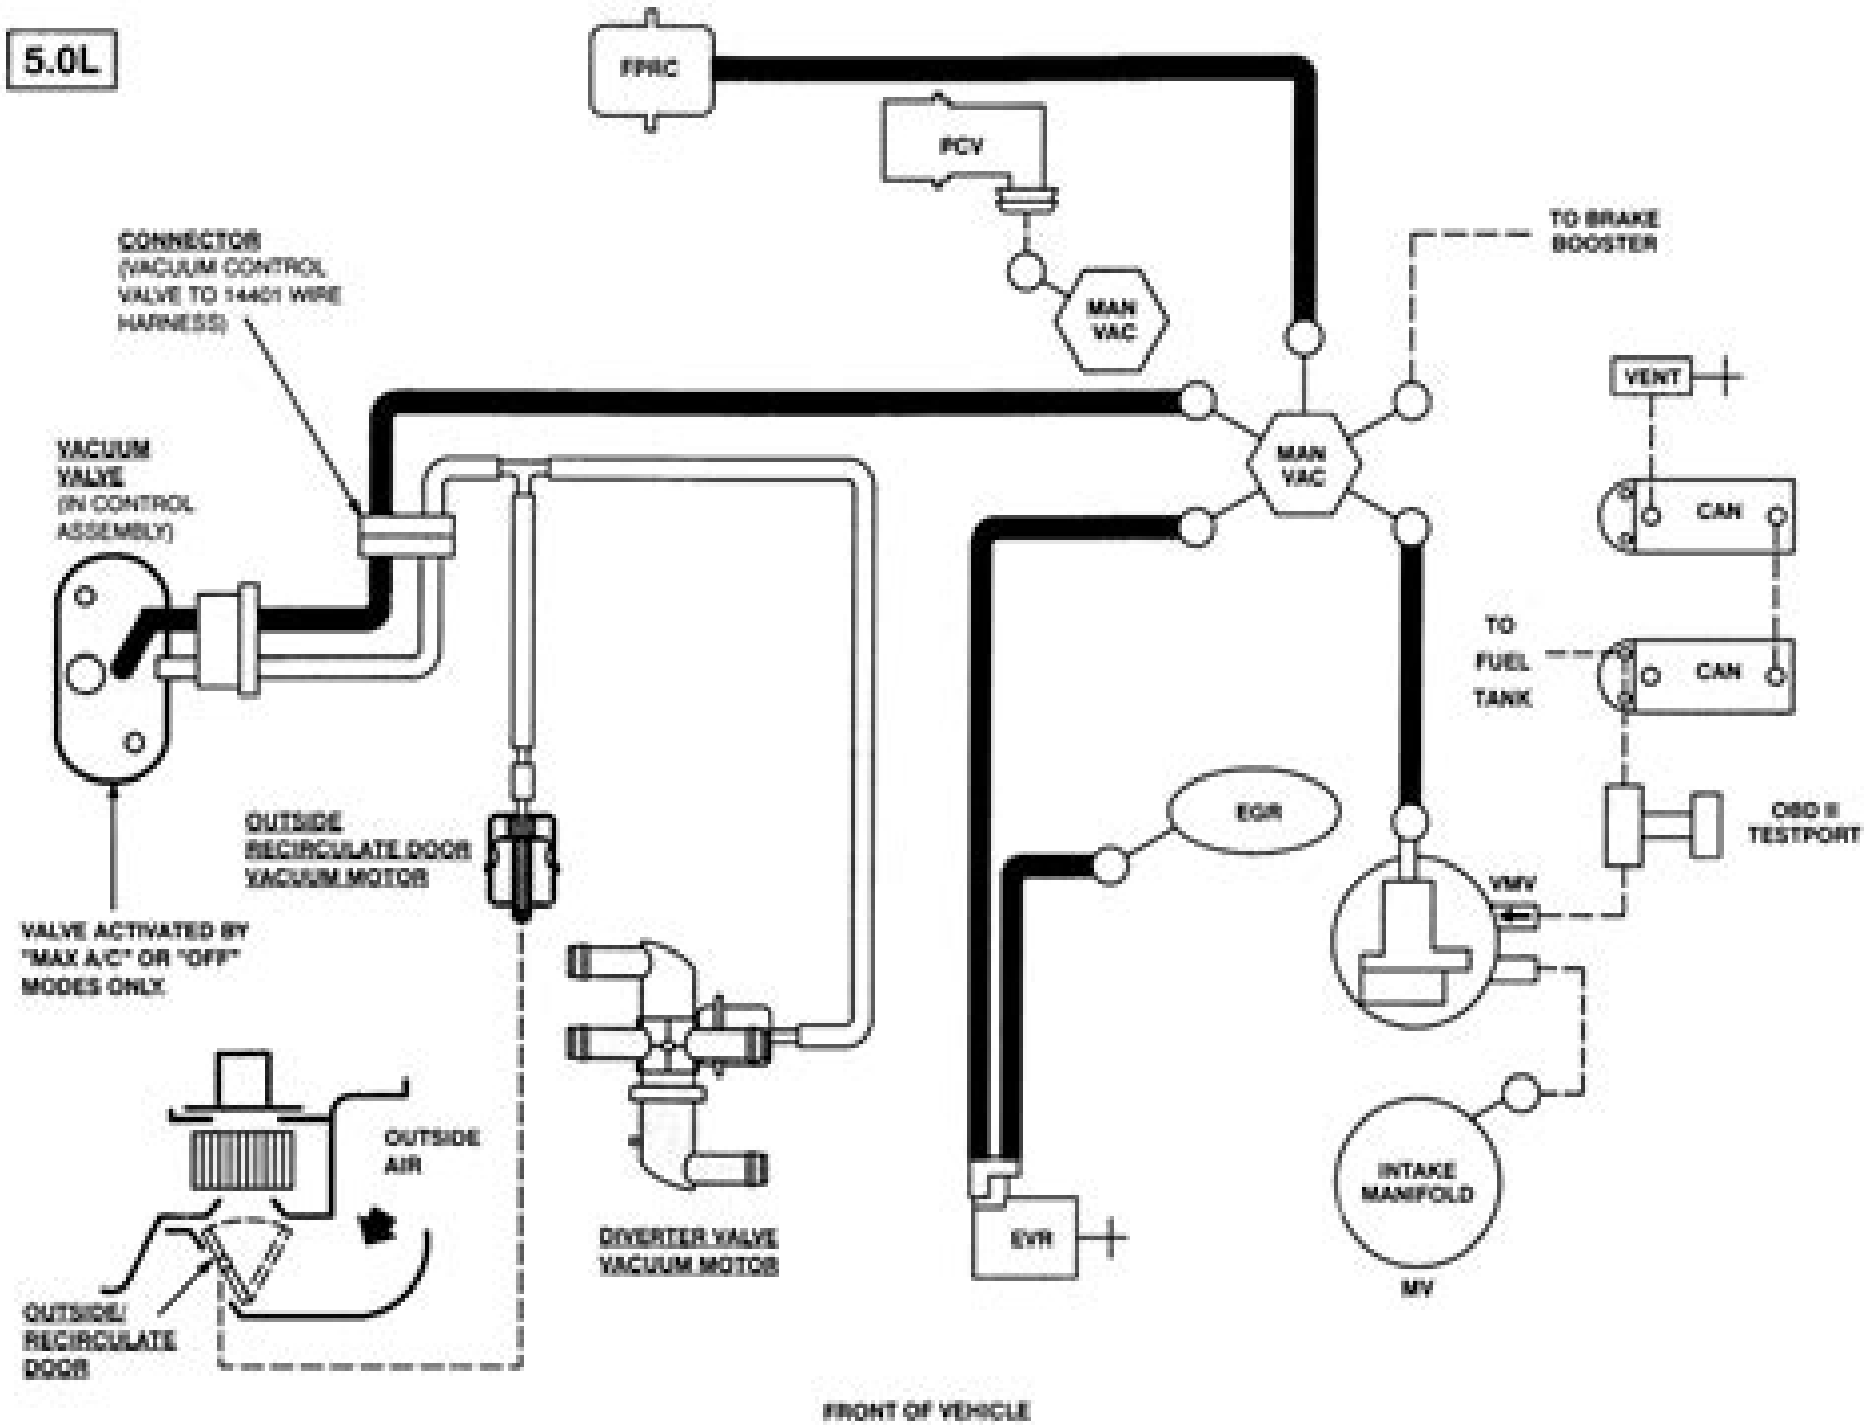 5.0L
FPRC
PCV
TO BRAKE
BOOSTER
CONNECTOR
(VACUUM CONTROL
VALVE TO 14401 WIRE
HARNESS)
MAN
VAC
VENT
VACUUM
VALVE
(IN CONTROL
ASSEMBLY)
MAN
VAC
CAN
TO
FUEL
TANK
CAN
OUTSIDE
RECIRCULATE DOOR
VACUUM MOTOR
EGR
OBD II
TESTPORT
VMV
VALVE ACTIVATED BY
"MAX A/C" OR "OFF"
MODES ONLY.
OUTSIDE
AIR
INTAKE
MANIFOLD
DIVERTER VALVE
VACUUM MOTOR
EVR
MV
OUTSIDE/
RECIRCULATE
DOOR
FRONT OF VEHICLE